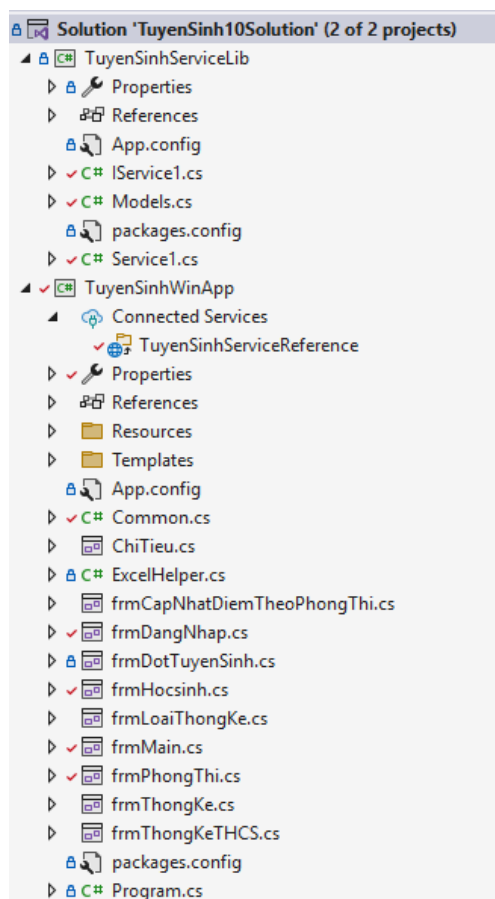 Solution 'TuyenSinh10Solution' (2 of 2 projects)
C# TuyenSinhServiceLib
Properties
References
App.config
C# IService1.cs
C# Models.cs
packages.config
C# Service1.cs
C# TuyenSinhWinApp
Connected Services
TuyenSinhServiceReference
Properties
References
Resources
Templates
App.config
C# Common.cs
ChiTieu.cs
C# ExcelHelper.cs
frmCapNhatDiemTheoPhongThi.cs
frmDangNhap.cs
frmDotTuyenSinh.cs
frmHocsinh.cs
frmLoaiThongKe.cs
frmMain.cs
frmPhongThi.cs
frmThongKe.cs
frmThongKeTHCS.cs
packages.config
C# Program.cs